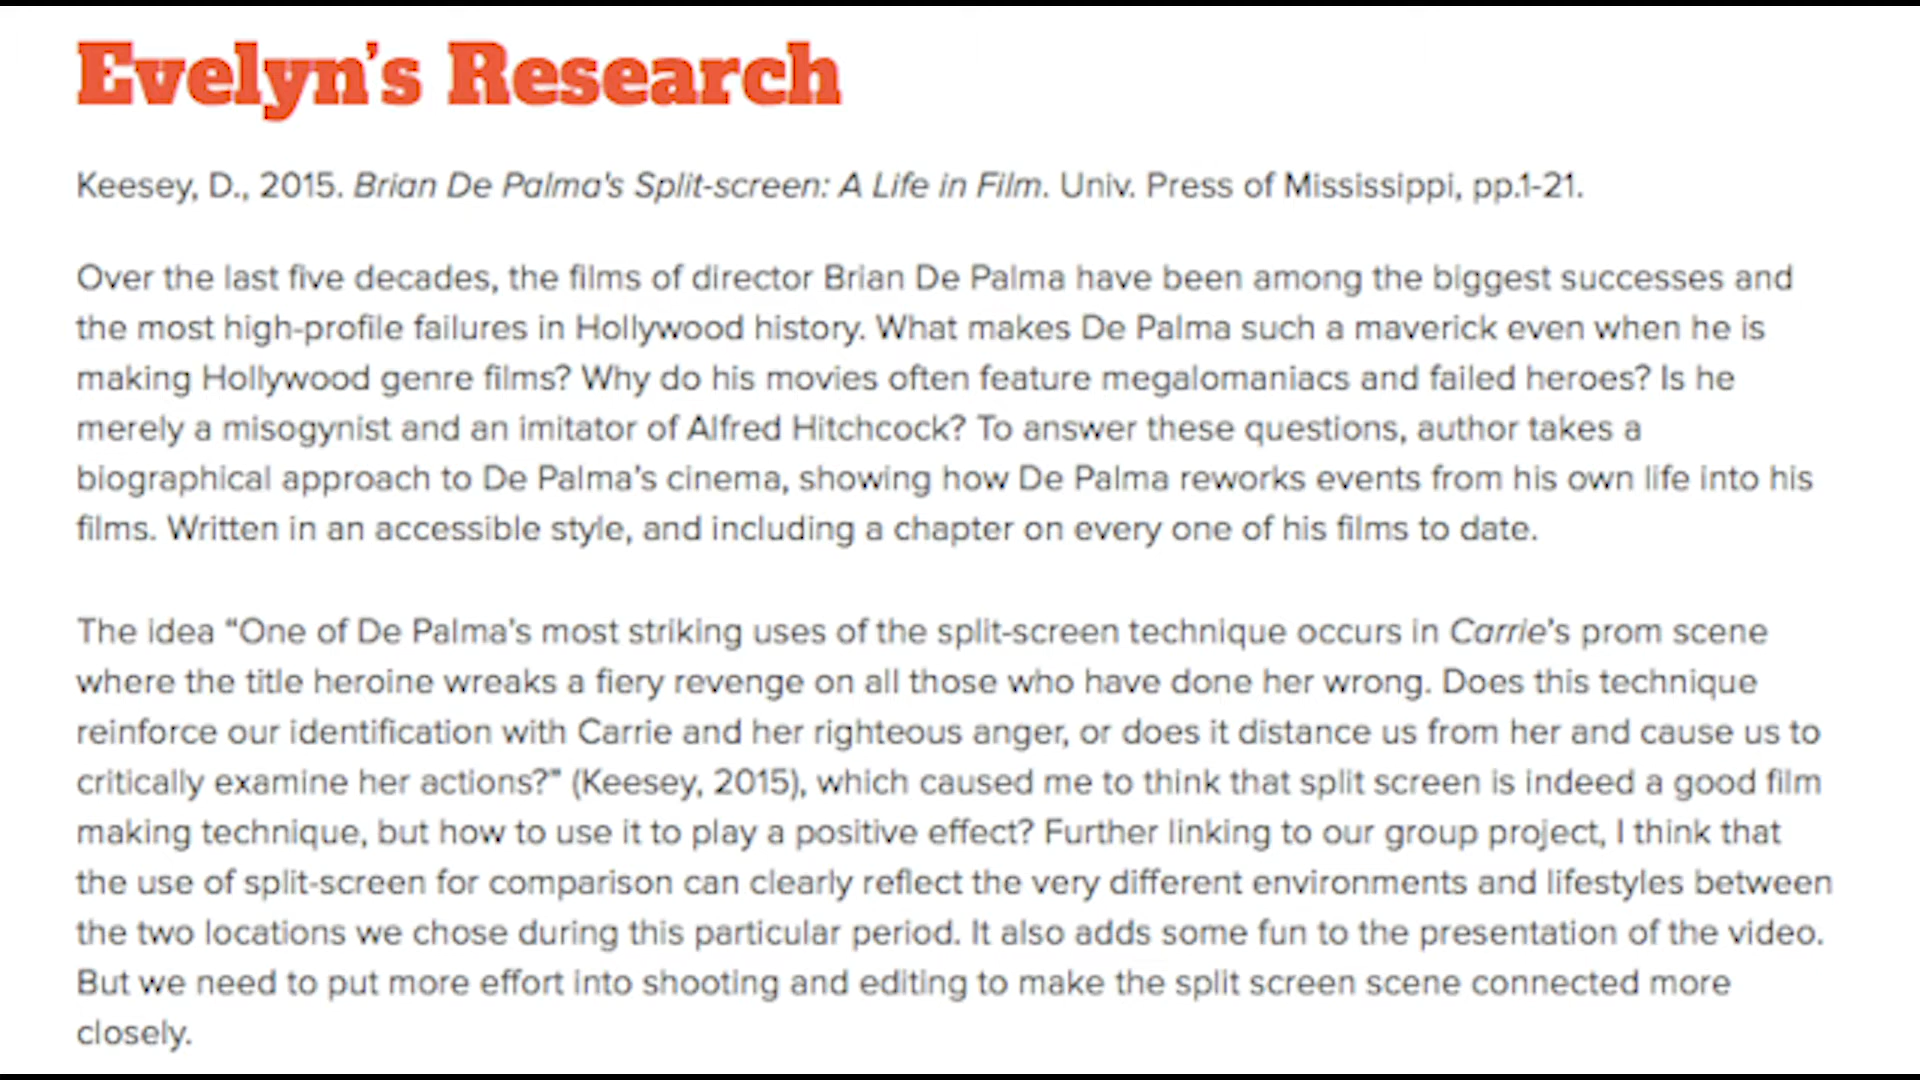 Evelyn's Research
Keesey, D., 2015. Brian De Palma's Split-screen: A Life in Film. Univ. Press of Mississippi, pp.1-21.
Over the last five decades, the films of director Brian De Palma have been among the biggest successes and
the most high-profile failures in Hollywood history. What makes De Palma such a maverick even when he is
making Hollywood genre films? Why do his movies often feature megalomaniacs and failed heroes? Is he
merely a misogynist and an imitator of Alfred Hitchcock? To answer these questions, author takes a
biographical approach to De Palma's cinema, showing how De Palma reworks events from his own life into his
films. Written in an accessible style, and including a chapter on every one of his films to date.
The idea “One of De Palma's most striking uses of the split-screen technique occurs in Carrie's prom scene
where the title heroine wreaks a fiery revenge on all those who have done her wrong. Does this technique
reinforce our identification with Carrie and her righteous anger, or does it distance us from her and cause us to
critically examine her actions?” (Keesey, 2015), which caused me to think that split screen is indeed a good film
making technique, but how to use it to play a positive effect? Further linking to our group project, I think that
the use of split-screen for comparison can clearly reflect the very different environments and lifestyles between
the two locations we chose during this particular period. It also adds some fun to the presentation of the video.
But we need to put more effort into shooting and editing to make the split screen scene connected more
closely.